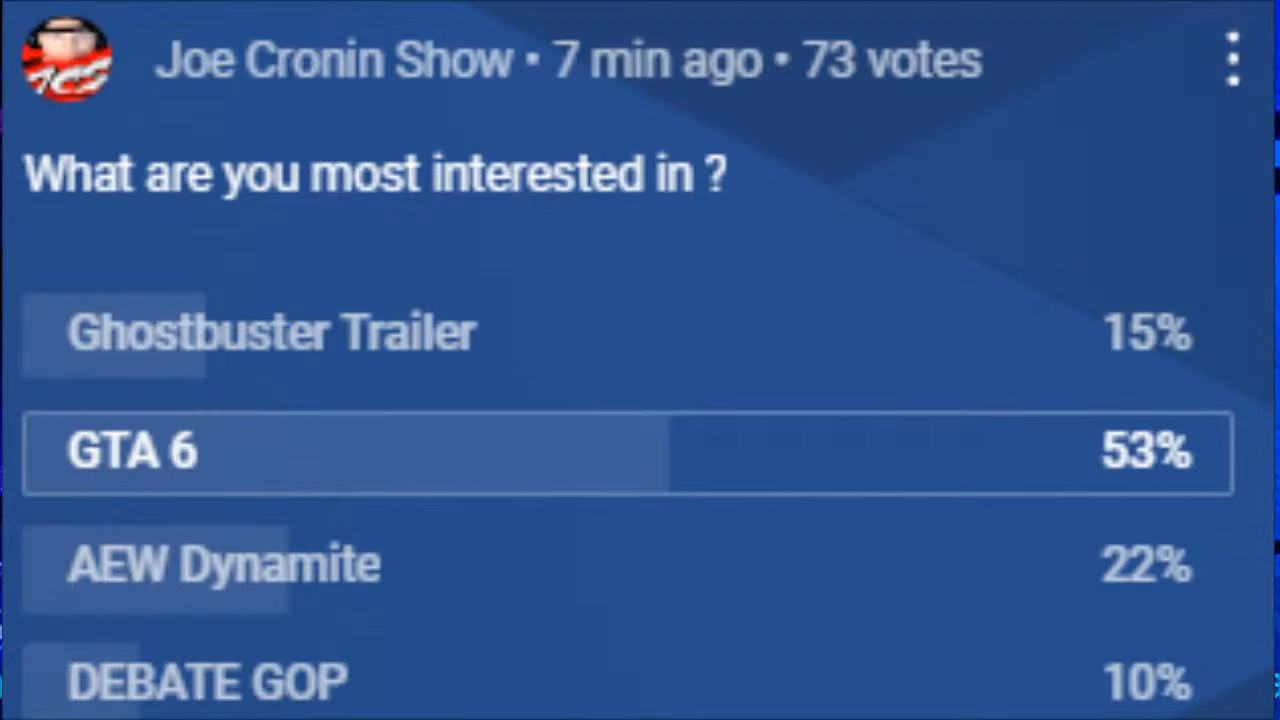 JCS
Joe Cronin Show • 7 min ago • 73 votes
What are you most interested in ?
Ghostbuster Trailer 15%
GTA 6 53%
AEW Dynamite 22%
DEBATE GOP 10%